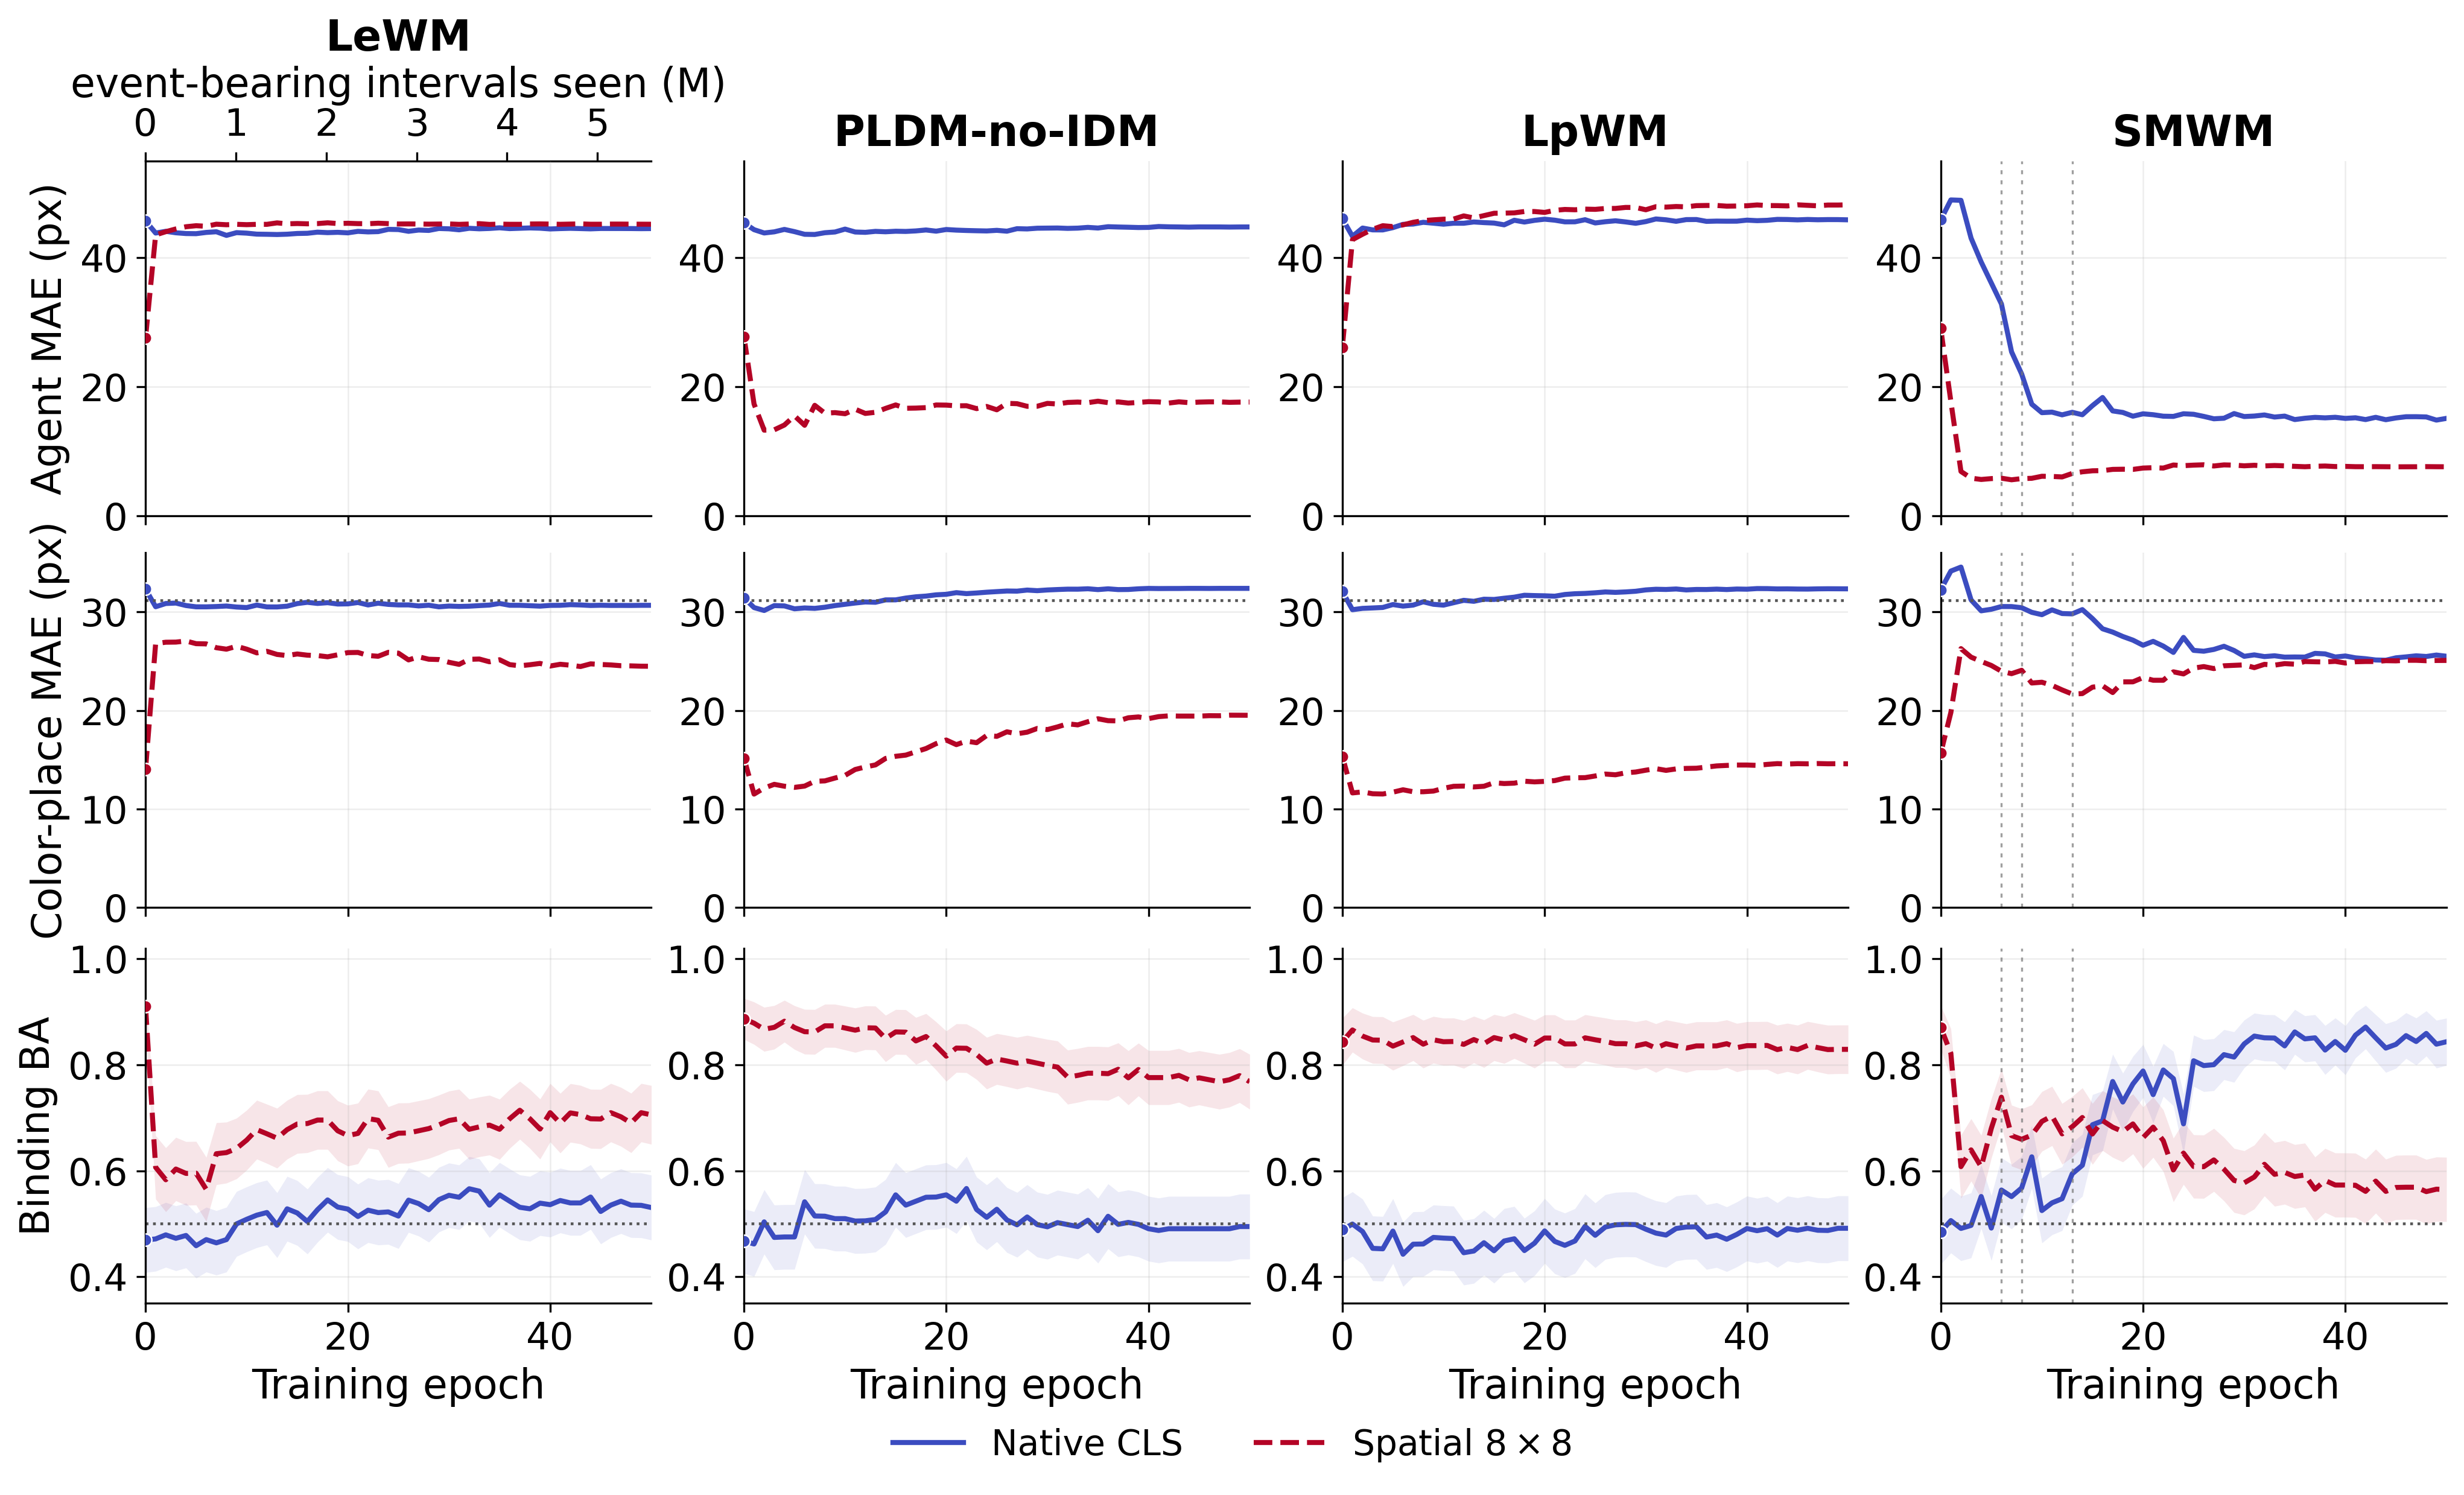 LeWM
event-bearing intervals seen (M)
0 1 2 3 4 5
PLDM-no-IDM
LpWM
SMWM
Agent MAE (px)
40
20
0
40
20
0
40
20
0
40
20
0
Color-place MAE (px)
30
20
10
0
30
20
10
0
30
20
10
0
30
20
10
0
Binding BA
1.0
0.8
0.6
0.4
1.0
0.8
0.6
0.4
1.0
0.8
0.6
0.4
1.0
0.8
0.6
0.4
0 20 40
0 20 40
0 20 40
0 20 40
Training epoch
Training epoch
Training epoch
Training epoch
Native CLS
Spatial 8 × 8